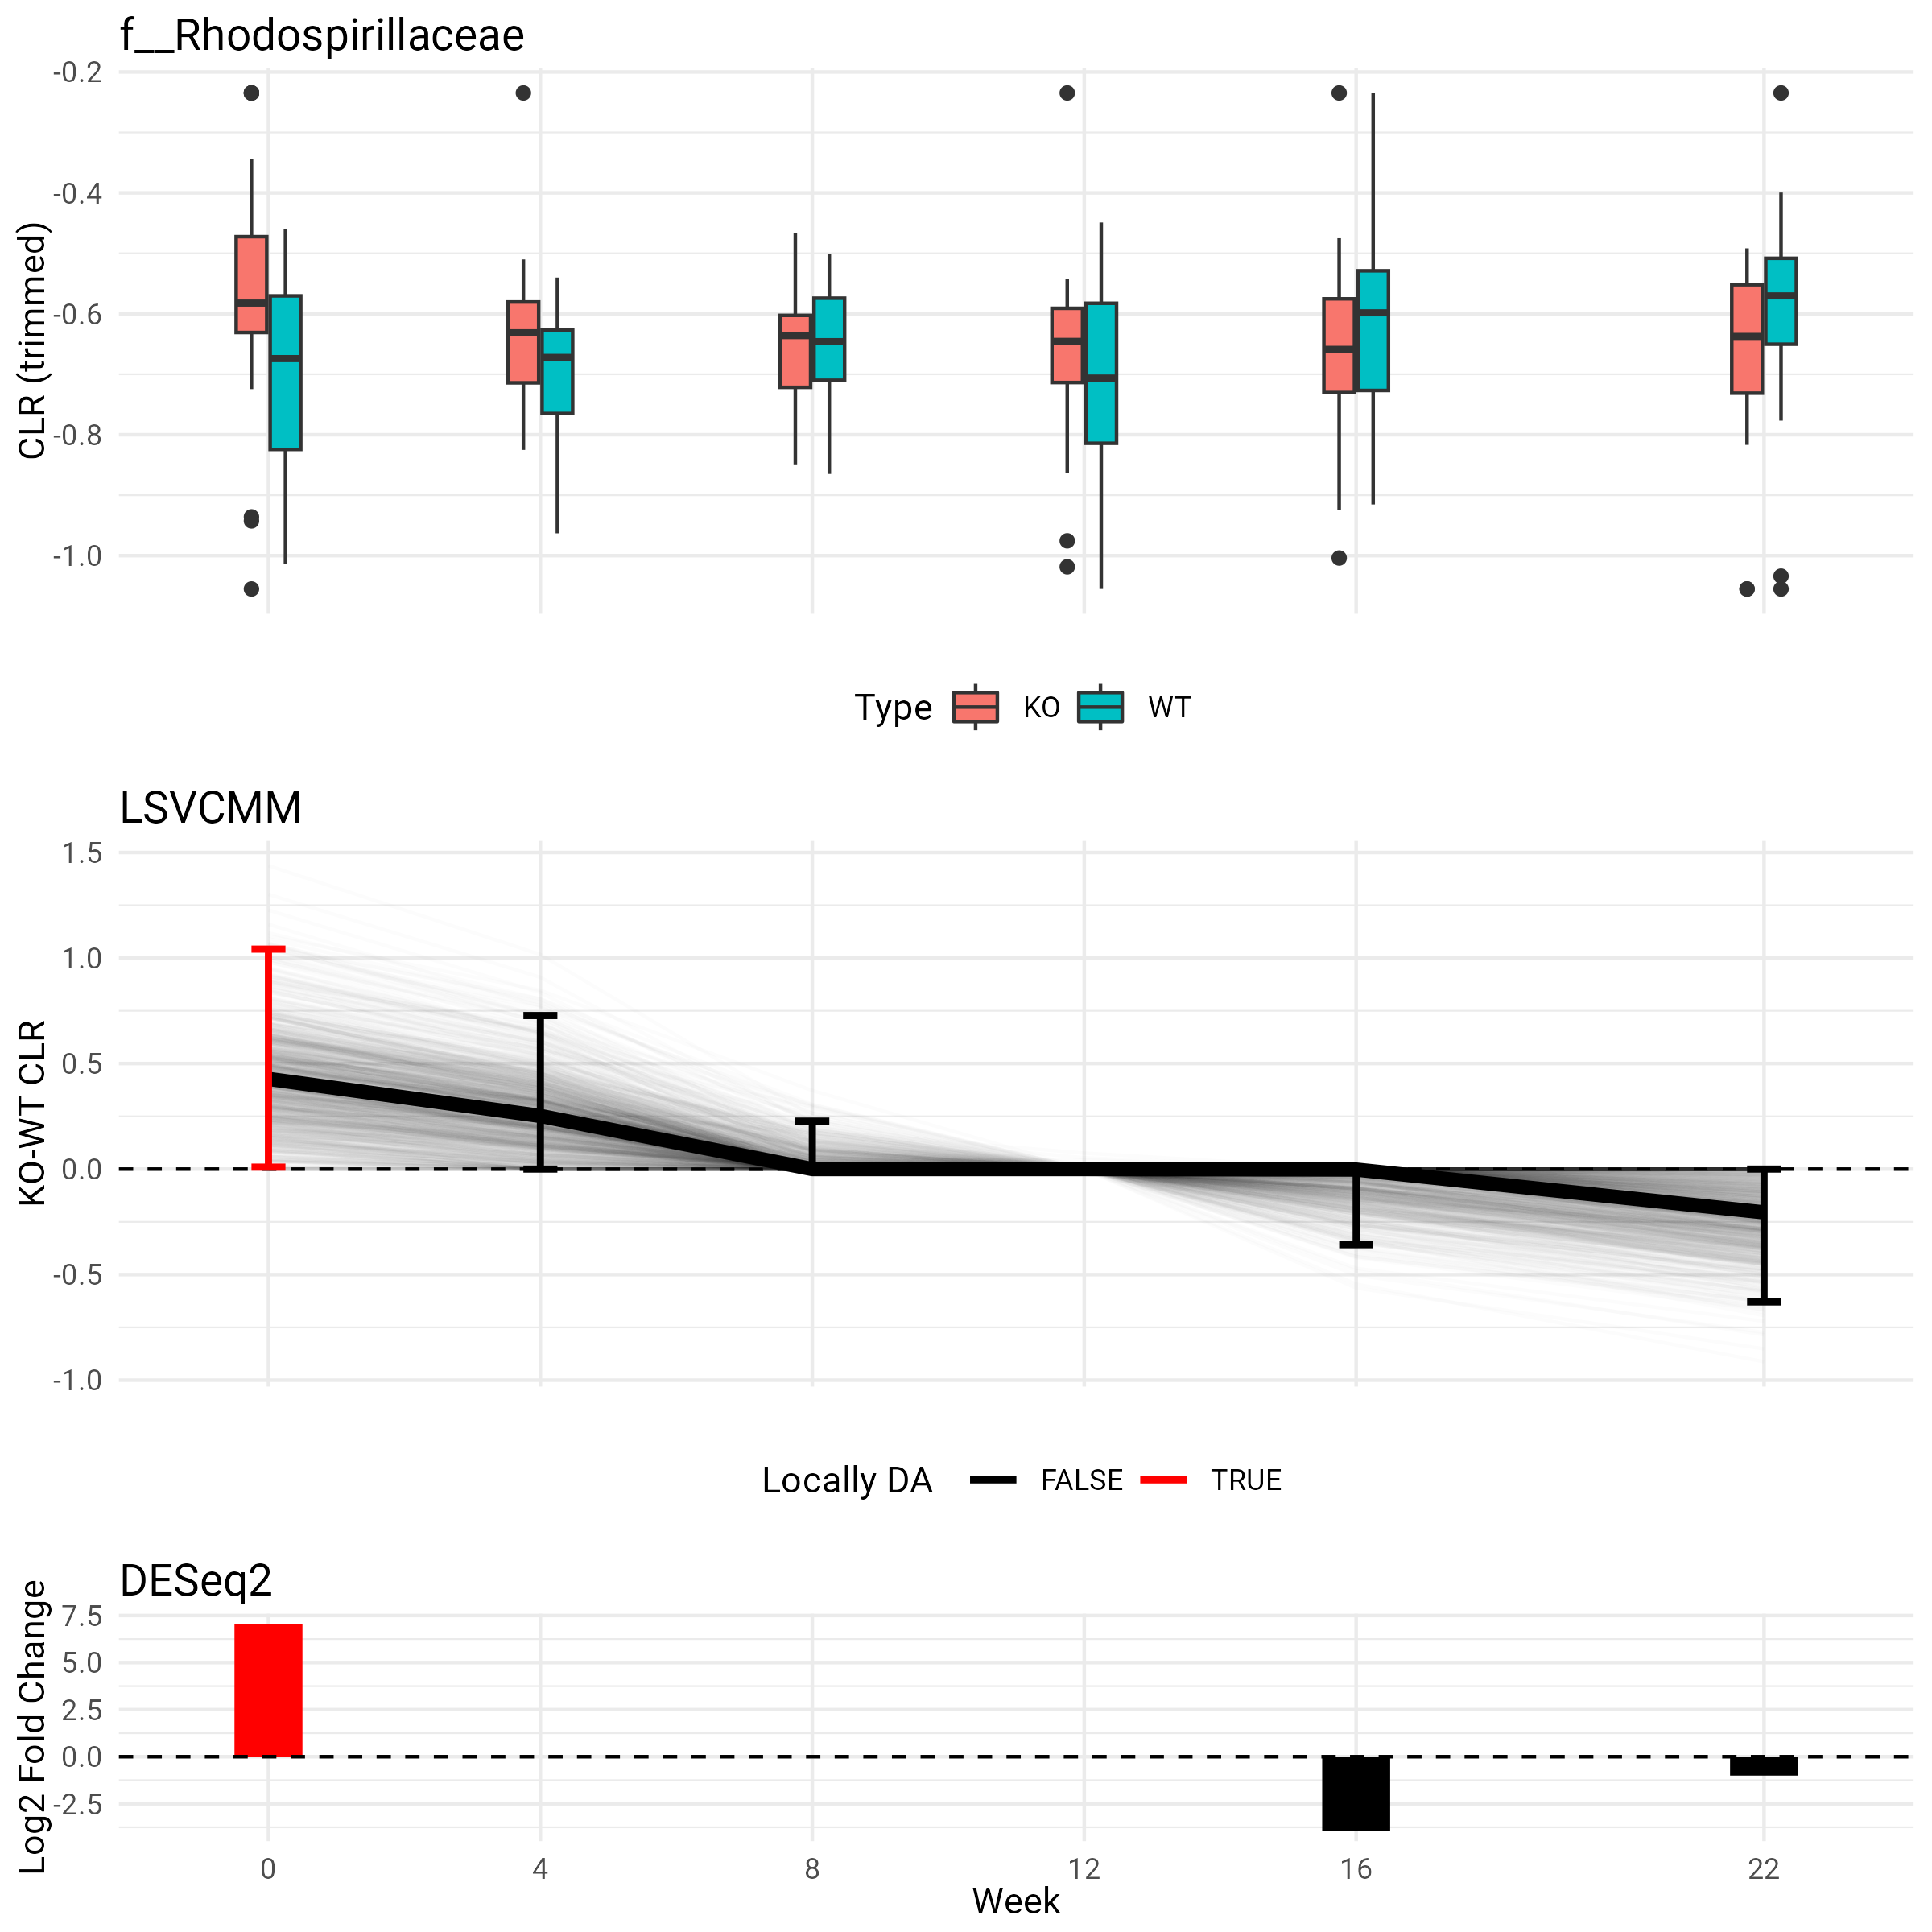 f__Rhodospirillaceae
CLR (trimmed)
-0.2
-0.4
-0.6
-0.8
-1.0
Type KO WT
LSVCMM
KO-WT CLR
1.5
1.0
0.5
0.0
-0.5
-1.0
Locally DA FALSE TRUE
DESeq2
Log2 Fold Change
7.5
5.0
2.5
0.0
-2.5
0 4 8 12 16 22
Week